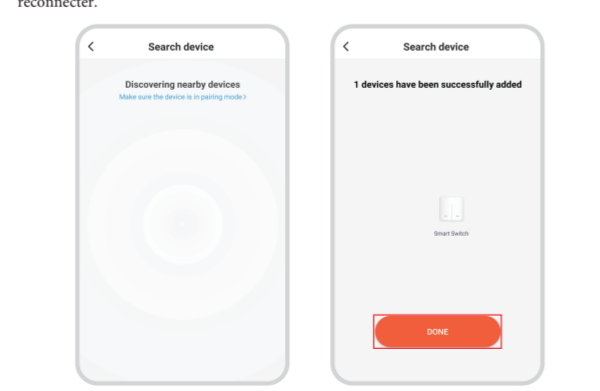 reconnecter.
Search device
Discovering nearby devices
Make sure the device is in pairing mode >
Search device
1 devices have been successfully added
Smart Switch
DONE